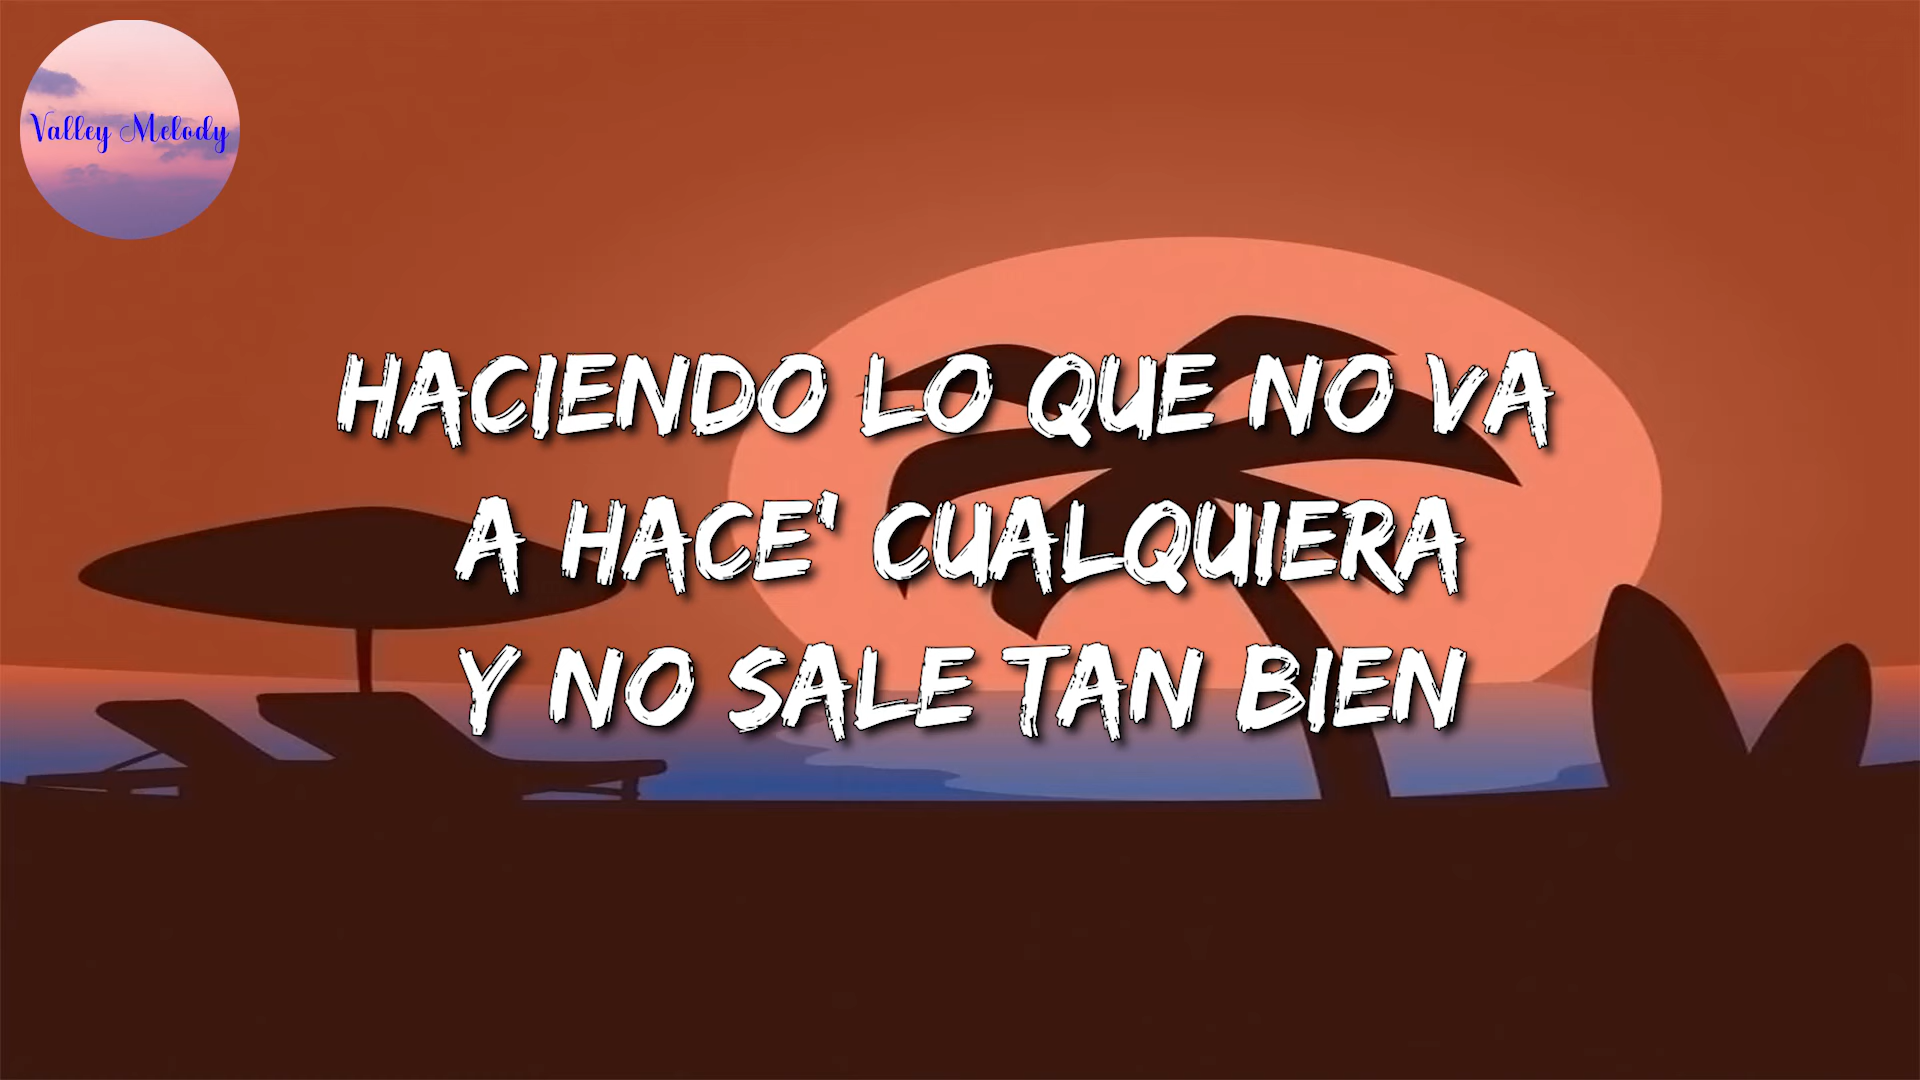 Valley Melody
HACIENDO LO QUE NO VA
A HACE' CUALQUIERA
Y NO SALE TAN BIEN